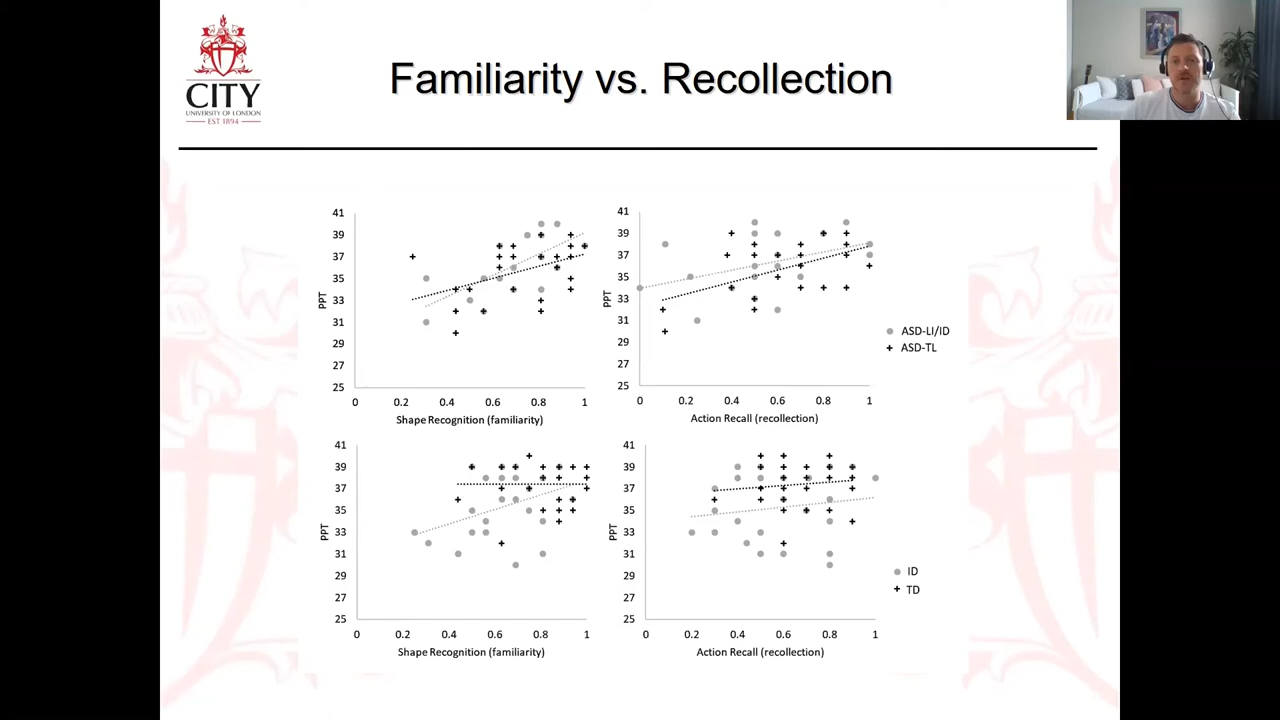 CITY
UNIVERSITY OF LONDON
EST 1894
Familiarity vs. Recollection
41
39
37
35
33
31
29
27
25
PPT
0 0.2 0.4 0.6 0.8 1
Shape Recognition (familiarity)
41
39
37
35
33
31
29
27
25
PPT
0 0.2 0.4 0.6 0.8 1
Action Recall (recollection)
ASD-LI/ID
ASD-TL
41
39
37
35
33
31
29
27
25
PPT
0 0.2 0.4 0.6 0.8 1
Shape Recognition (familiarity)
41
39
37
35
33
31
29
27
25
PPT
0 0.2 0.4 0.6 0.8 1
Action Recall (recollection)
ID
TD